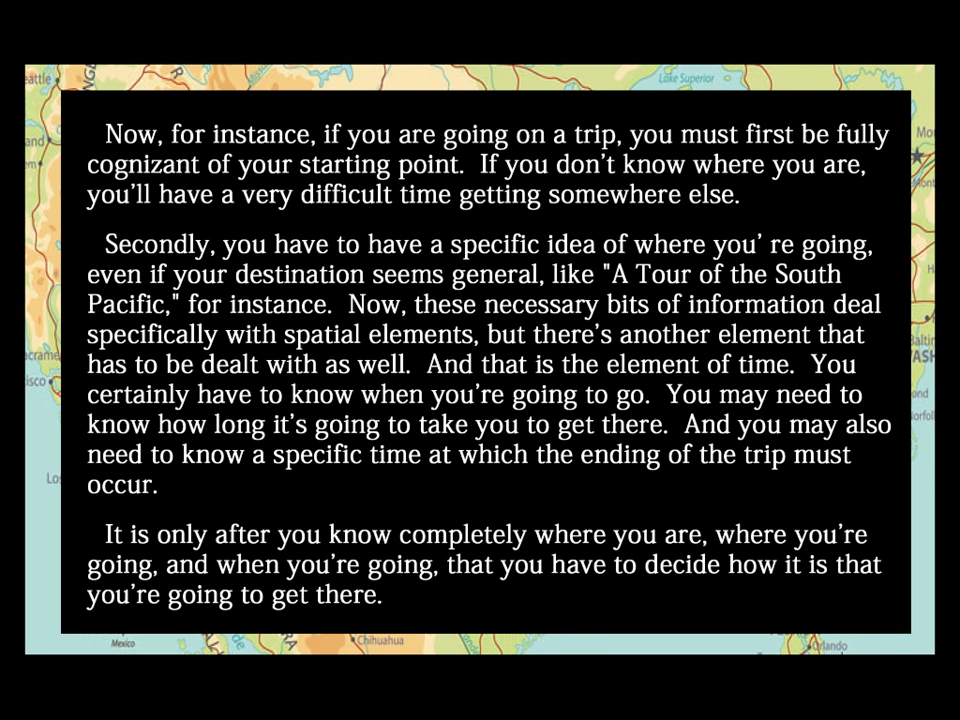 Now, for instance, if you are going on a trip, you must first be fully
cognizant of your starting point.  If you don't know where you are,
you'll have a very difficult time getting somewhere else.
Secondly, you have to have a specific idea of where you' re going,
even if your destination seems general, like "A Tour of the South
Pacific," for instance.  Now, these necessary bits of information deal
specifically with spatial elements, but there's another element that
has to be dealt with as well.  And that is the element of time.  You
certainly have to know when you're going to go.  You may need to
know how long it's going to take you to get there.  And you may also
need to know a specific time at which the ending of the trip must
occur.
It is only after you know completely where you are, where you're
going, and when you're going, that you have to decide how it is that
you're going to get there.
Lake Superior
Mexico
Chihuahua
Orlando